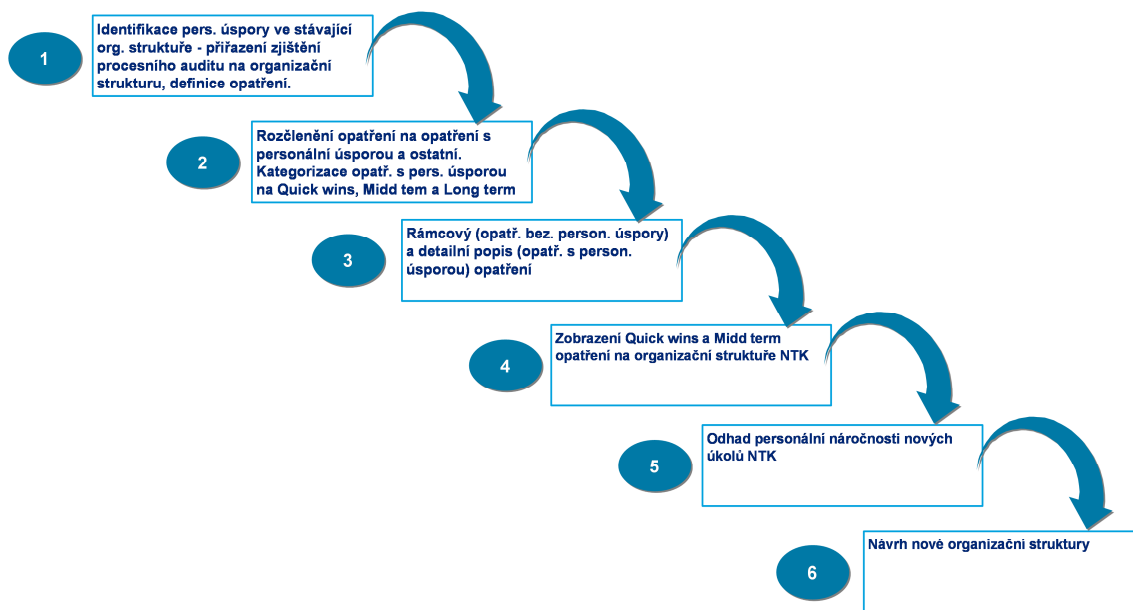 1
Identifikace pers. úspory ve stávající
org. struktuře - přiřazení zjištění
procesního auditu na organizační
strukturu, definice opatření.
2
Rozčlenění opatření na opatření s
personální úsporou a ostatní.
Kategorizace opatř. s pers. úsporou
na Quick wins, Midd tem a Long term
3
Rámcový (opatř. bez. person. úspory)
a detailní popis (opatř. s person.
úsporou) opatření
4
Zobrazení Quick wins a Midd term
opatření na organizační struktuře NTK
5
Odhad personální náročnosti nových
úkolů NTK
6
Návrh nové organizační struktury